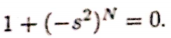 1 + (-s²)ᴺ = 0.